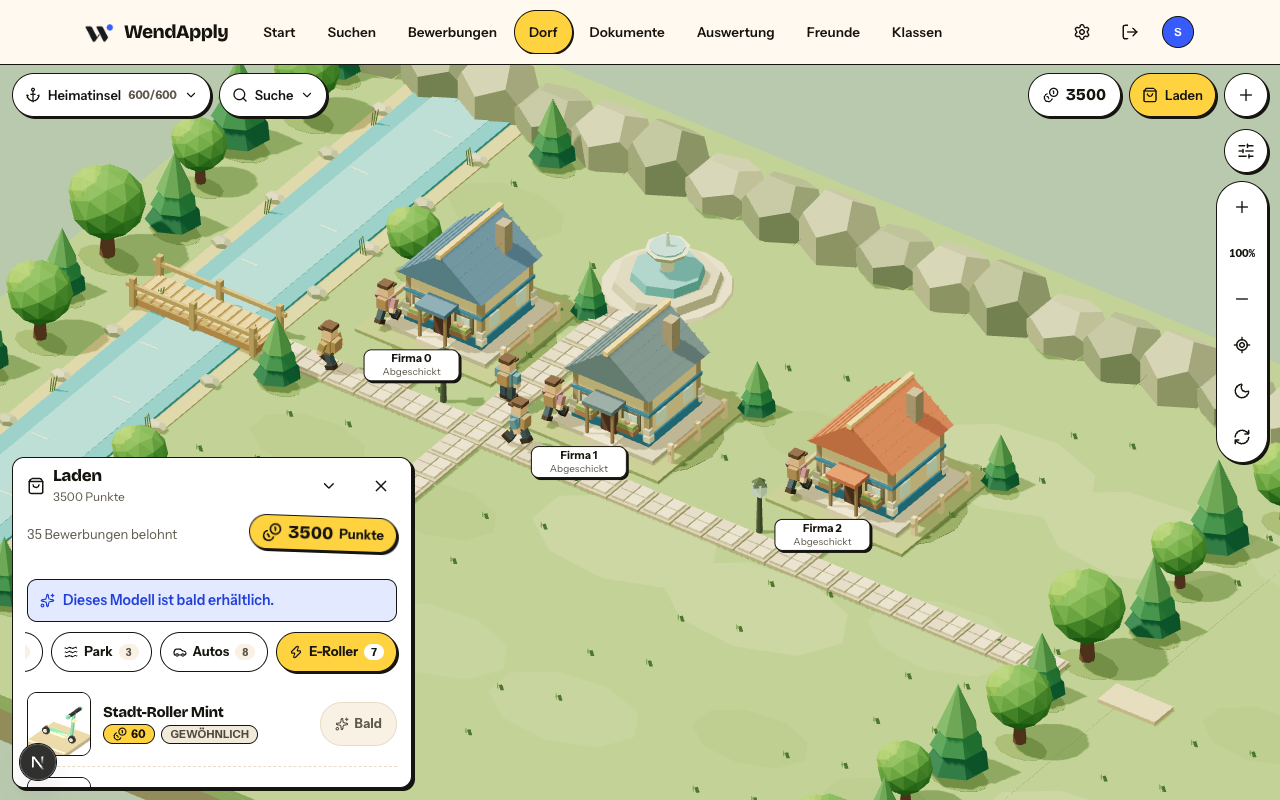 WendApply
Start
Suchen
Bewerbungen
Dorf
Dokumente
Auswertung
Freunde
Klassen
S
Heimatinsel 600/600
Suche
3500
Laden
100%
Firma 0
Abgeschickt
Firma 1
Abgeschickt
Firma 2
Abgeschickt
Laden
3500 Punkte
35 Bewerbungen belohnt
3500 Punkte
Dieses Modell ist bald erhältlich.
Park 3
Autos 8
E-Roller 7
Stadt-Roller Mint
60 GEWÖHNLICH
Bald
N